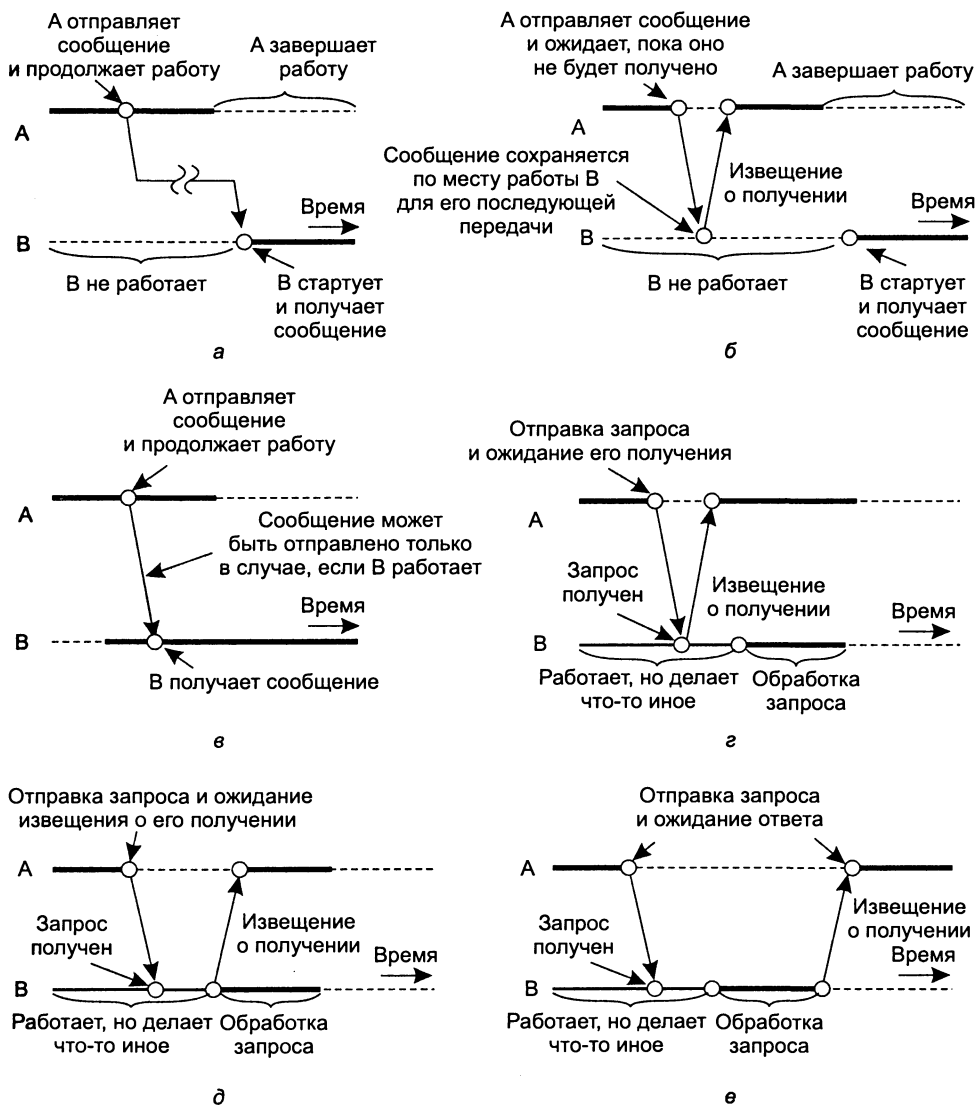 А отправляет
сообщение
и продолжает работу
А завершает
работу
А
Время
В
В не работает
В стартует
и получает
сообщение
а
А отправляет сообщение
и ожидает, пока оно
не будет получено
А завершает работу
А
Сообщение сохраняется
по месту работы В
для его последующей
передачи
Извещение
о получении
Время
В
В не работает
В стартует
и получает
сообщение
б
А отправляет
сообщение
и продолжает работу
А
Сообщение может
быть отправлено только
в случае, если В работает
Время
В
В получает сообщение
в
Отправка запроса
и ожидание его получения
А
Запрос
получен
Извещение
о получении
Время
В
Работает, но делает
что-то иное
Обработка
запроса
г
Отправка запроса и ожидание
извещения о его получении
А
Запрос
получен
Извещение
о получении
Время
В
Работает, но делает
что-то иное
Обработка
запроса
д
Отправка запроса
и ожидание ответа
А
Запрос
получен
Извещение
о получении
Время
В
Работает, но делает
что-то иное
Обработка
запроса
е